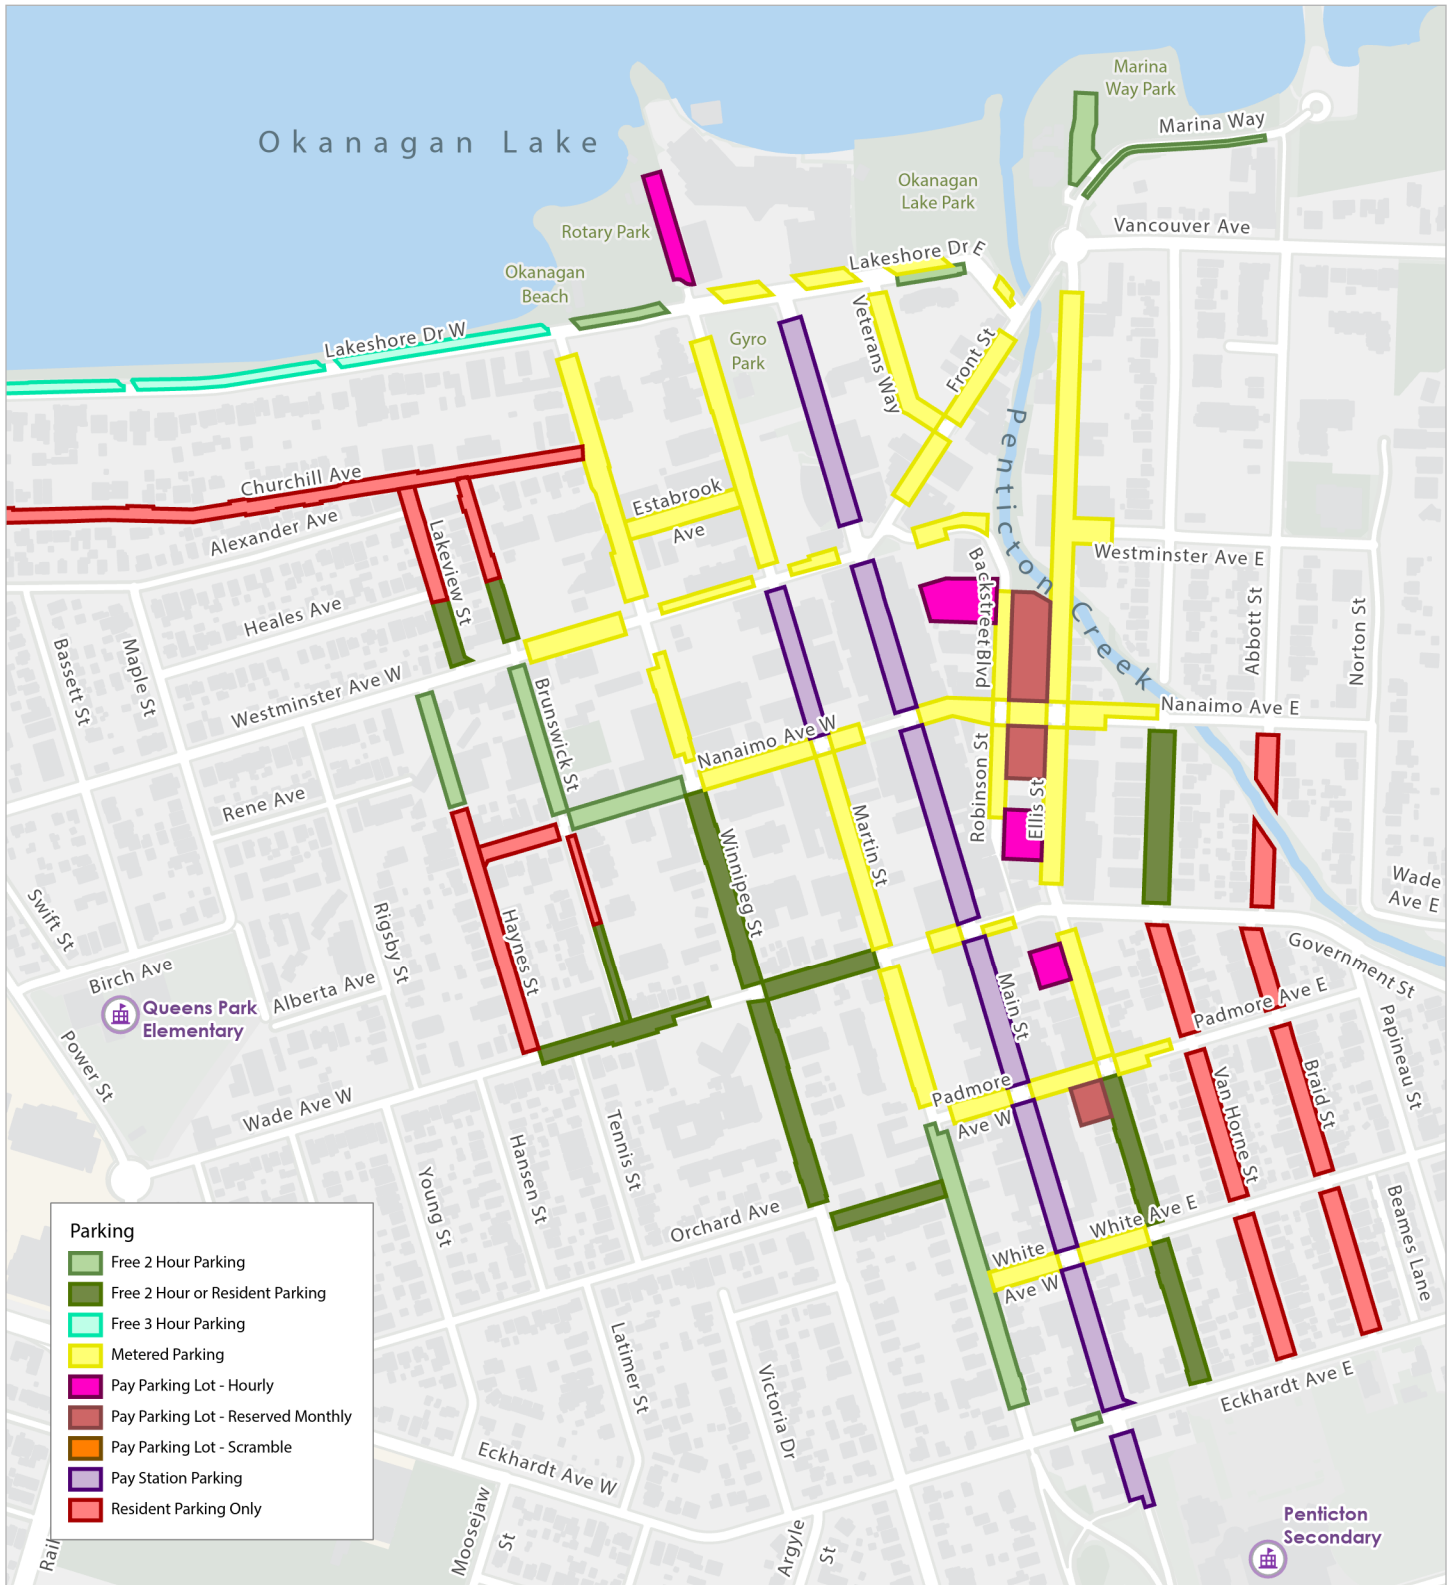 Marina
Way Park
Marina Way
Okanagan Lake
Okanagan
Lake Park
Vancouver Ave
Rotary Park
Lakeshore Dr E
Okanagan
Beach
Lakeshore Dr W
Gyro
Park
Veterans Way
Front St
Penticton Creek
Churchill Ave
Alexander Ave
Estabrook
Ave
Lakeview St
Backstreet Blvd
Westminster Ave E
Heales Ave
Abbott St
Norton St
Bassett St
Maple St
Westminster Ave W
Brunswick St
Nanaimo Ave E
Nanaimo Ave W
Rene Ave
Robinson St
Ellis St
Martin St
Winnipeg St
Wade
Ave E
Swift St
Rigsby St
Haynes St
Birch Ave
Alberta Ave
Queens Park
Elementary
Main St
Government St
Padmore Ave E
Papineau St
Power St
Wade Ave W
Padmore
Ave W
Van Horne St
Braid St
Tennis St
Hansen St
Young St
Orchard Ave
White Ave E
White
Ave W
Beames Lane
Latimer St
Victoria Dr
Eckhardt Ave E
Eckhardt Ave W
Moosejaw
St
Argyle
St
Rail
Penticton
Secondary
Parking
Free 2 Hour Parking
Free 2 Hour or Resident Parking
Free 3 Hour Parking
Metered Parking
Pay Parking Lot - Hourly
Pay Parking Lot - Reserved Monthly
Pay Parking Lot - Scramble
Pay Station Parking
Resident Parking Only